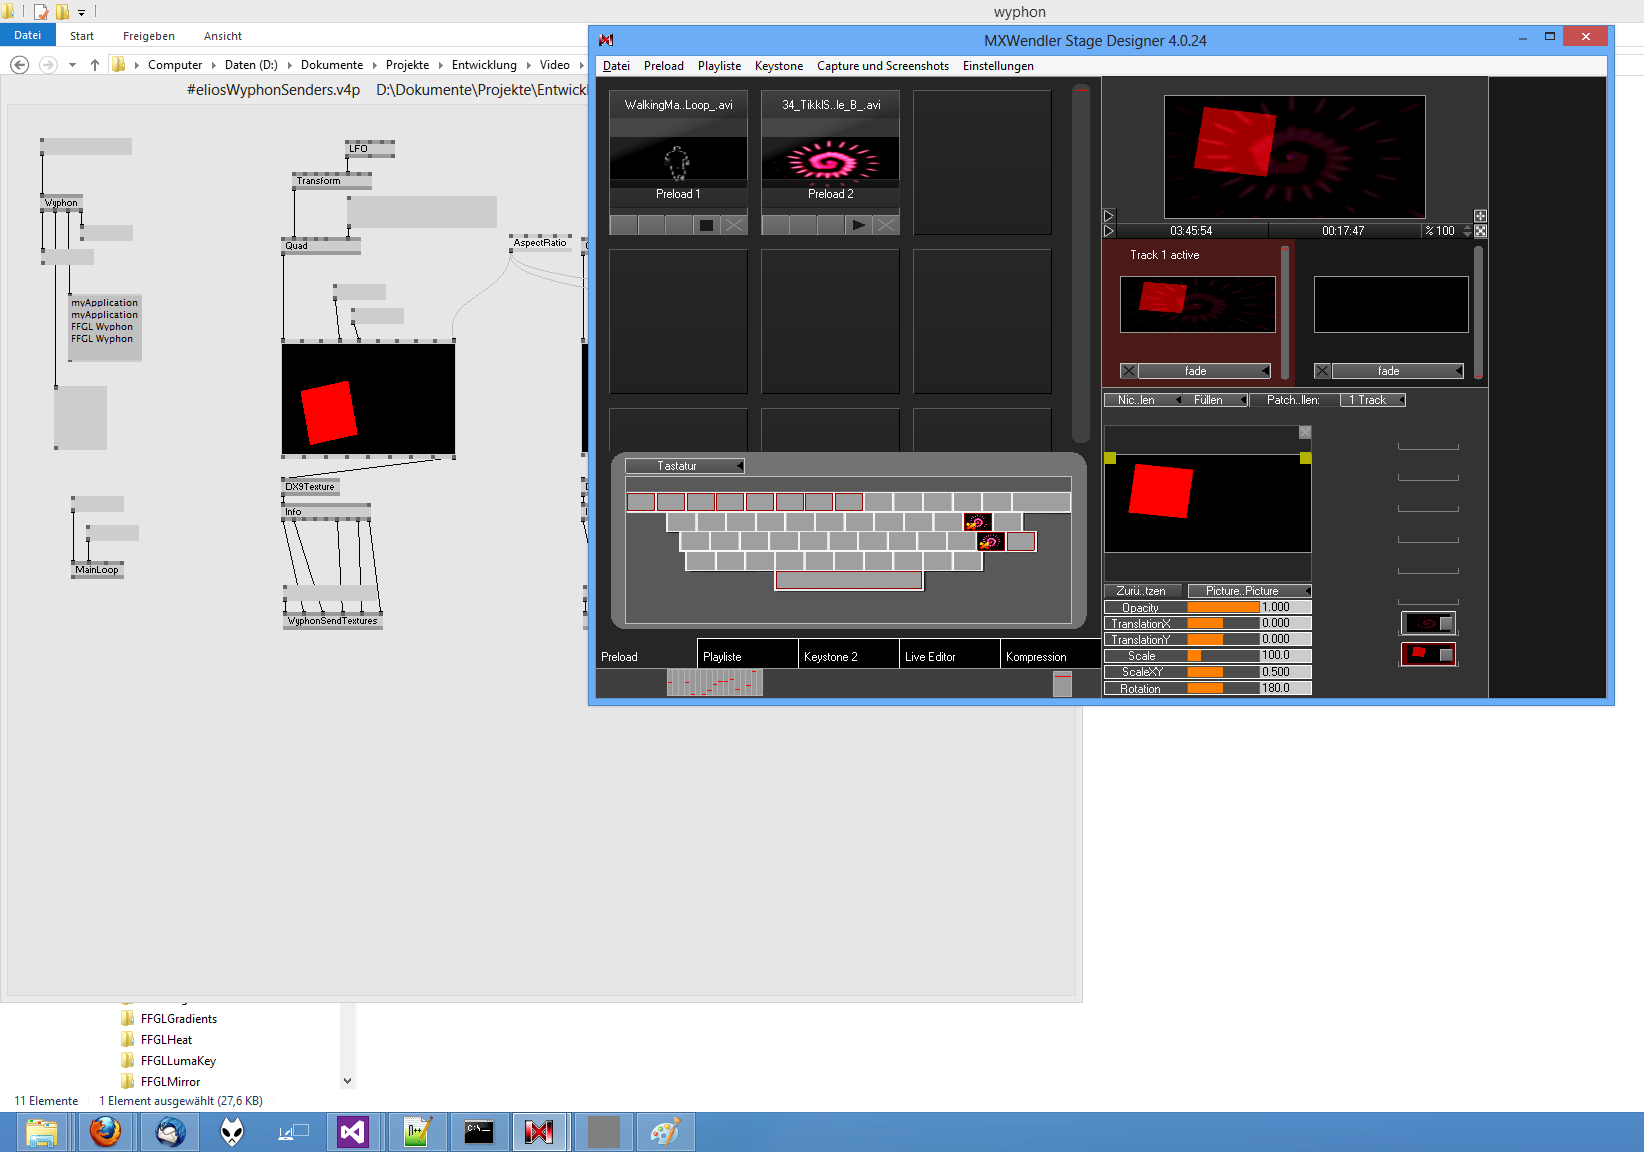 wyphon
Datei
Start
Freigeben
Ansicht
Computer
Daten (D:)
Dokumente
Projekte
Entwicklung
Video
#eliosWyphonSenders.v4p D:\Dokumente\Projekte\Entwickl
LFO
Transform
Wyphon
Quad
AspectRatio
myApplication
myApplication
FFGL Wyphon
FFGL Wyphon
DX9Texture
Info
MainLoop
WyphonSendTextures
MXWendler Stage Designer 4.0.24
Datei Preload Playliste Keystone Capture und Screenshots Einstellungen
WalkingMa..Loop_.avi
34_TikkIS..le_B_.avi
Preload 1
Preload 2
03:45:54
00:17:47
% 100
Track 1 active
fade
fade
Nic..len
Füllen
Patch..llen:
1 Track
Tastatur
Zurü..tzen
Picture..Picture
Opacity 1.000
TranslationX 0.000
TranslationY 0.000
Scale 100.0
ScaleXY 0.500
Rotation 180.0
Preload
Playliste
Keystone 2
Live Editor
Kompression
FFGLGradients
FFGLHeat
FFGLLumaKey
FFGLMirror
11 Elemente
1 Element ausgewählt (27,6 KB)